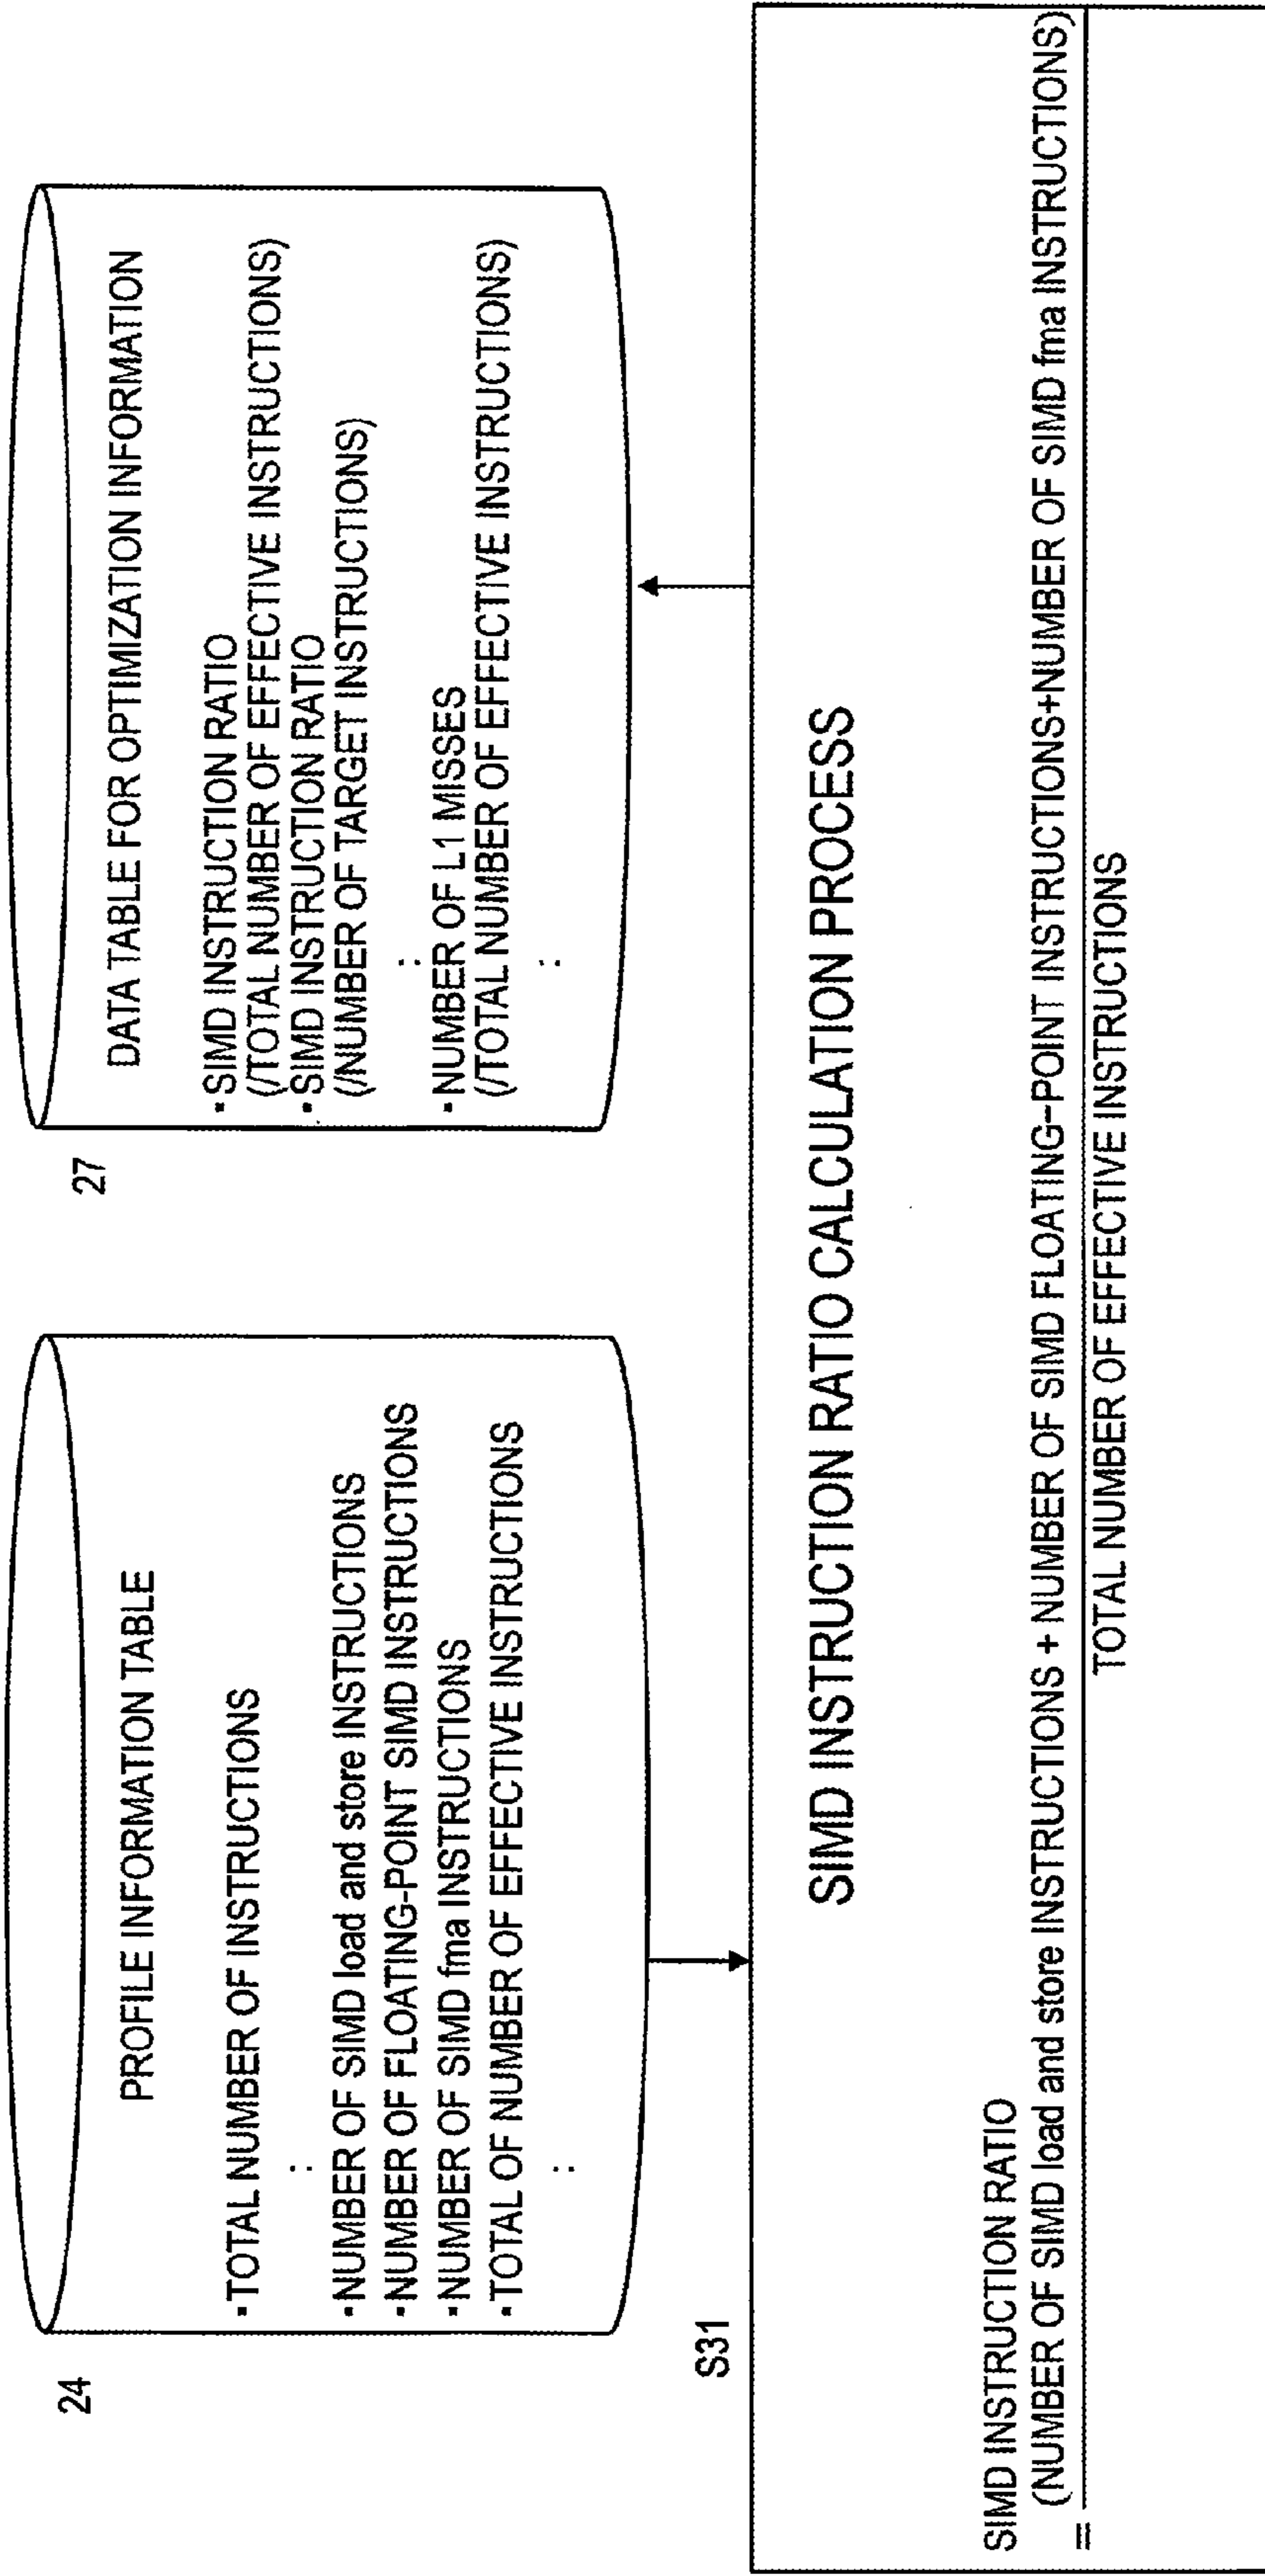 24
PROFILE INFORMATION TABLE
▪TOTAL NUMBER OF INSTRUCTIONS
:
▪NUMBER OF SIMD load and store INSTRUCTIONS
▪NUMBER OF FLOATING-POINT SIMD INSTRUCTIONS
▪NUMBER OF SIMD fma INSTRUCTIONS
▪TOTAL OF NUMBER OF EFFECTIVE INSTRUCTIONS
:
27
DATA TABLE FOR OPTIMIZATION INFORMATION
▪SIMD INSTRUCTION RATIO
(/TOTAL NUMBER OF EFFECTIVE INSTRUCTIONS)
▪SIMD INSTRUCTION RATIO
(/NUMBER OF TARGET INSTRUCTIONS)
:
▪NUMBER OF L1 MISSES
(/TOTAL NUMBER OF EFFECTIVE INSTRUCTIONS)
:
S31
SIMD INSTRUCTION RATIO CALCULATION PROCESS
SIMD INSTRUCTION RATIO
= (NUMBER OF SIMD load and store INSTRUCTIONS + NUMBER OF SIMD FLOATING-POINT INSTRUCTIONS+NUMBER OF SIMD fma INSTRUCTIONS)
TOTAL NUMBER OF EFFECTIVE INSTRUCTIONS